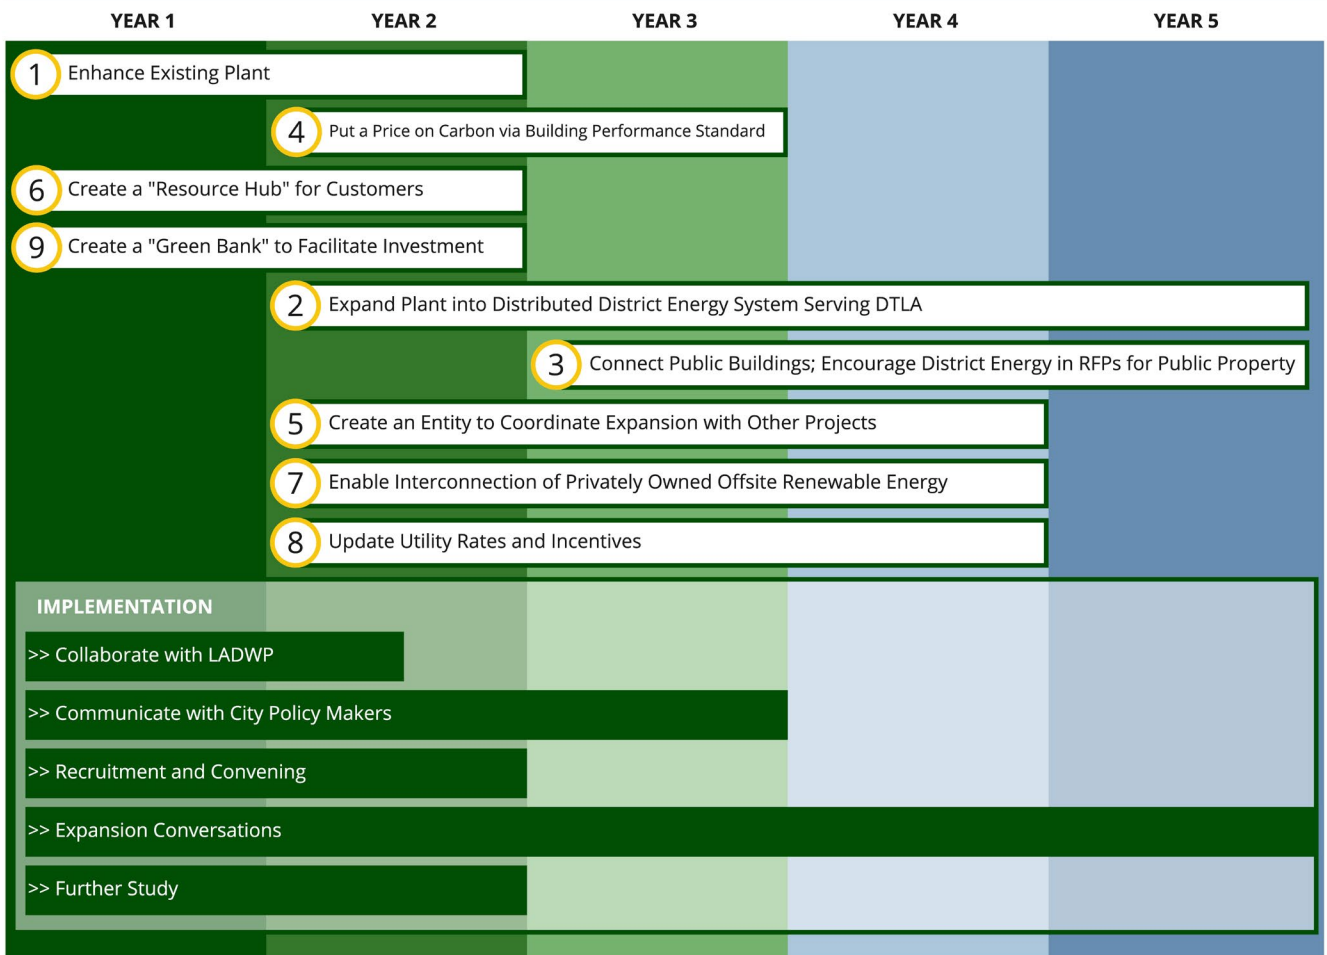 YEAR 1 YEAR 2 YEAR 3 YEAR 4 YEAR 5
1 Enhance Existing Plant
4 Put a Price on Carbon via Building Performance Standard
6 Create a "Resource Hub" for Customers
9 Create a "Green Bank" to Facilitate Investment
2 Expand Plant into Distributed District Energy System Serving DTLA
3 Connect Public Buildings; Encourage District Energy in RFPs for Public Property
5 Create an Entity to Coordinate Expansion with Other Projects
7 Enable Interconnection of Privately Owned Offsite Renewable Energy
8 Update Utility Rates and Incentives
IMPLEMENTATION
>> Collaborate with LADWP
>> Communicate with City Policy Makers
>> Recruitment and Convening
>> Expansion Conversations
>> Further Study